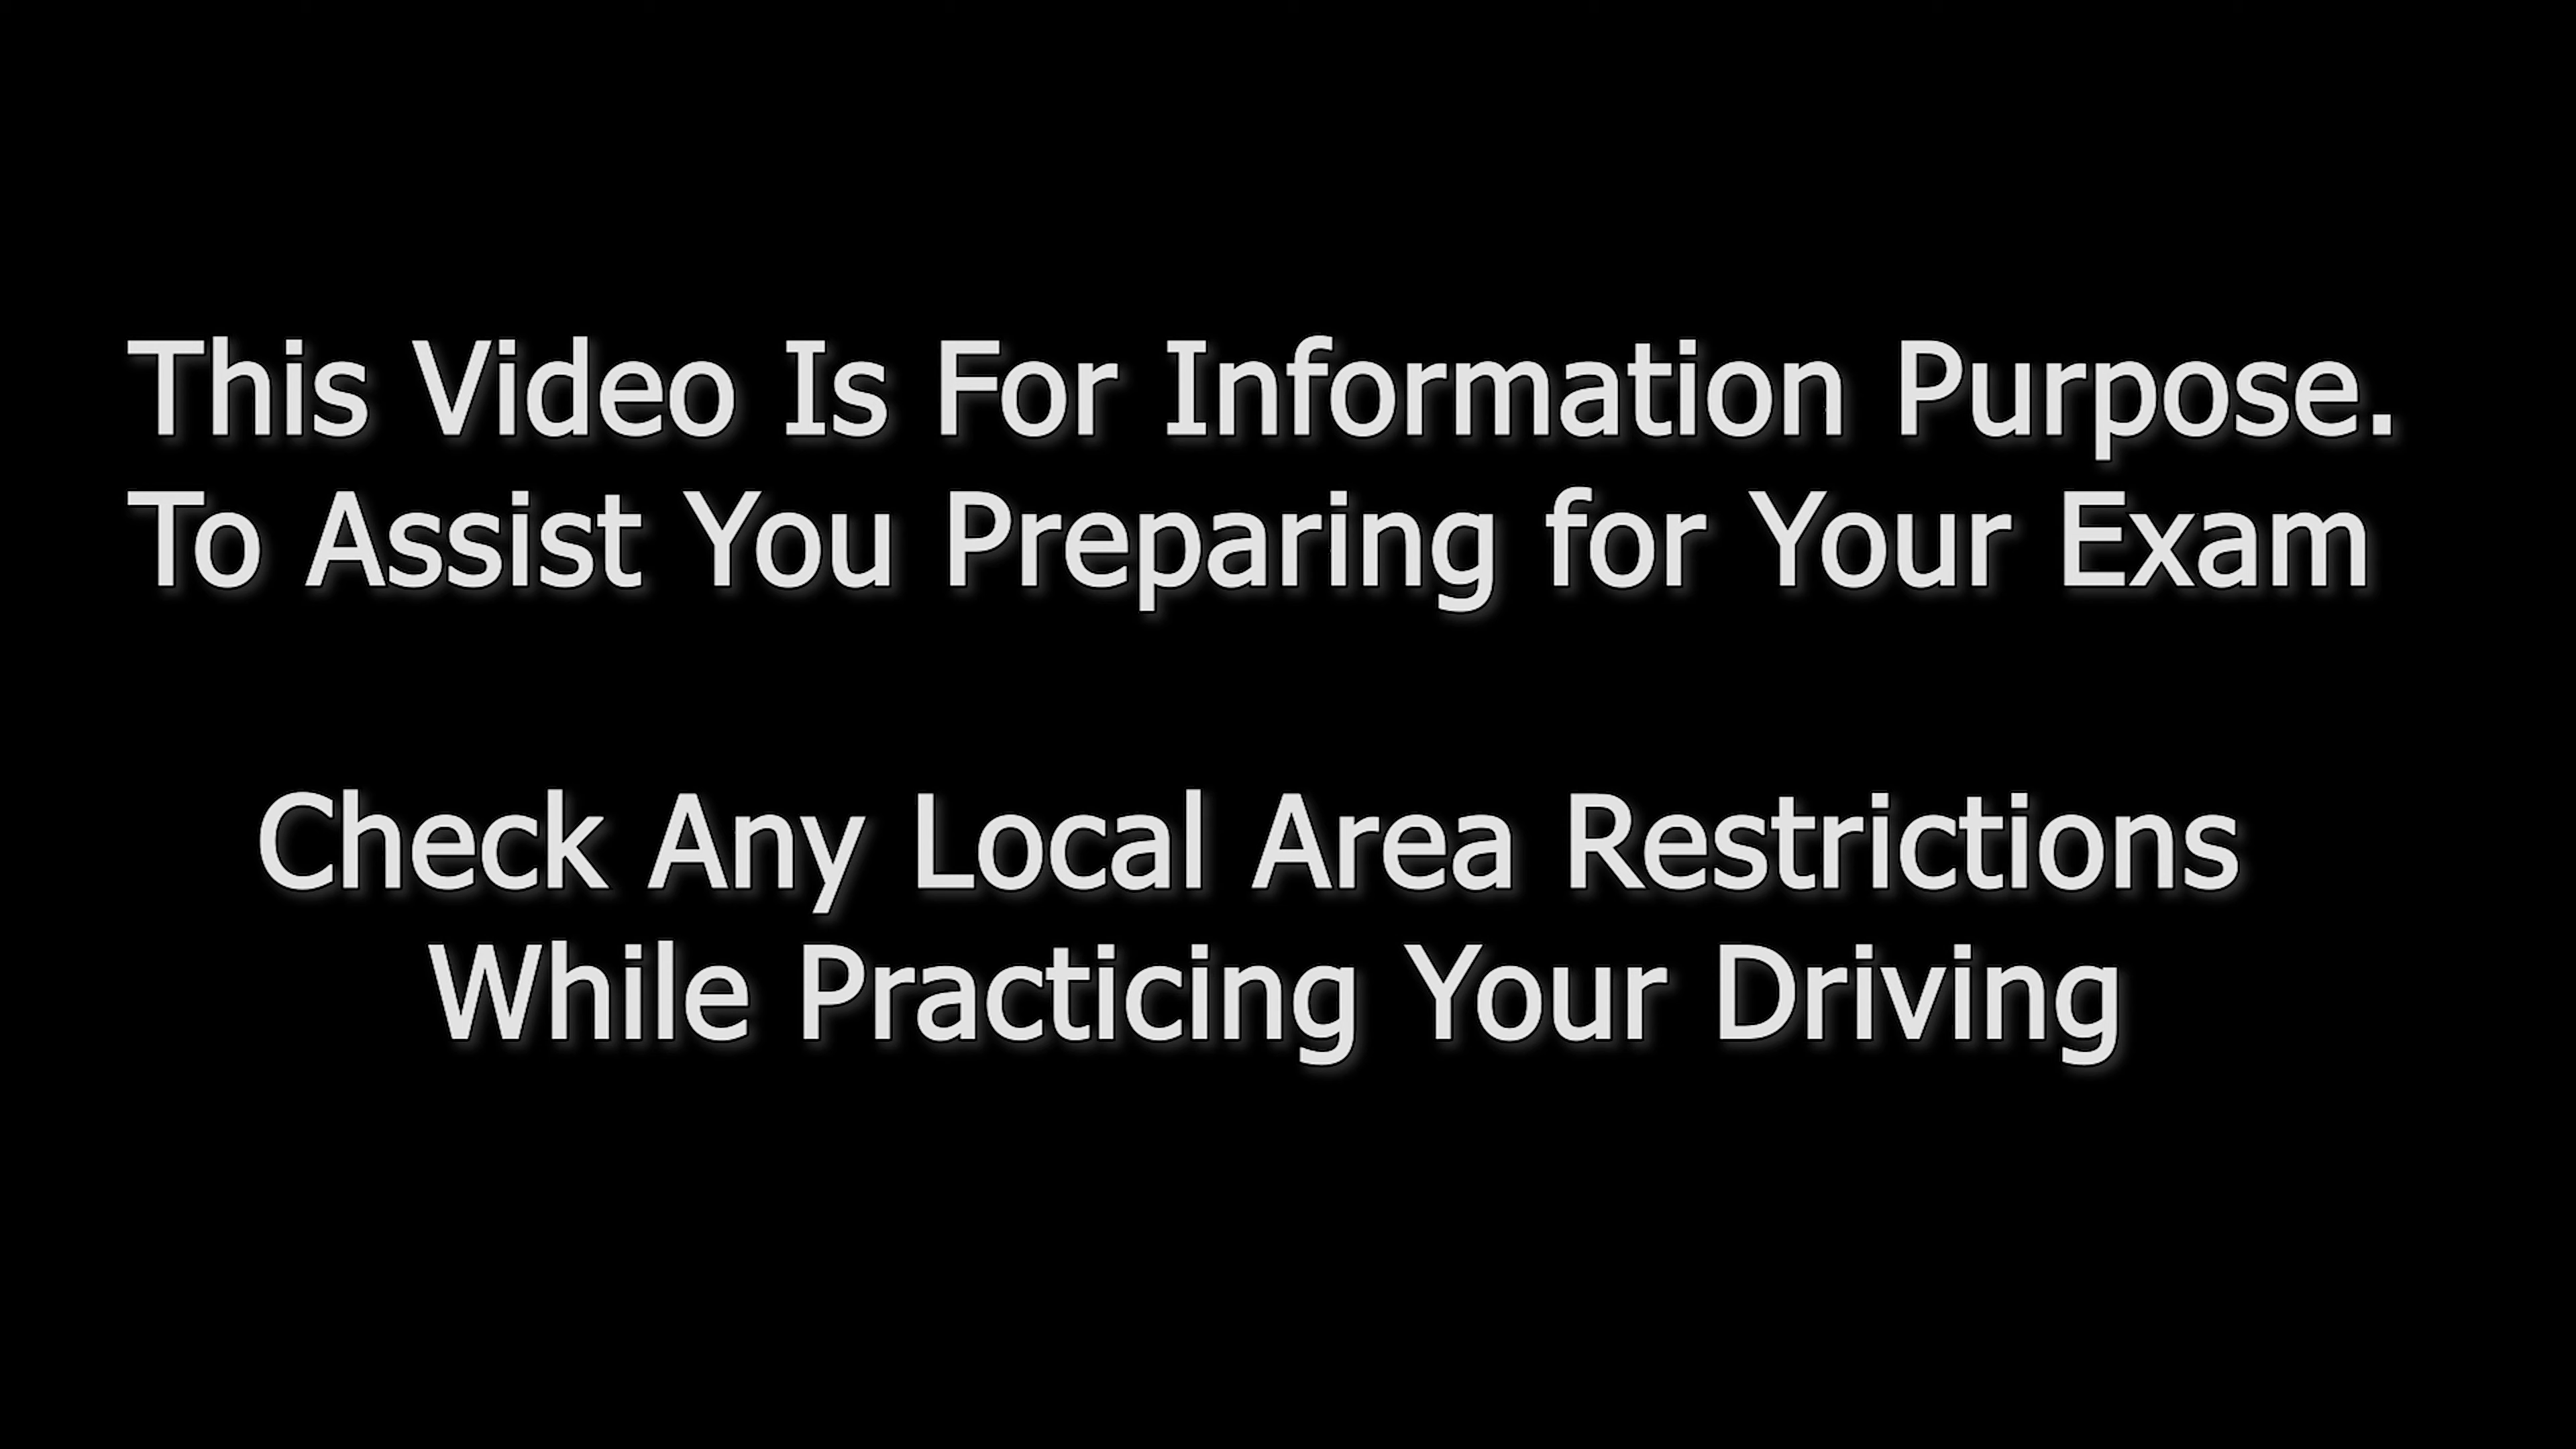 This Video Is For Information Purpose.
To Assist You Preparing for Your Exam
Check Any Local Area Restrictions
While Practicing Your Driving